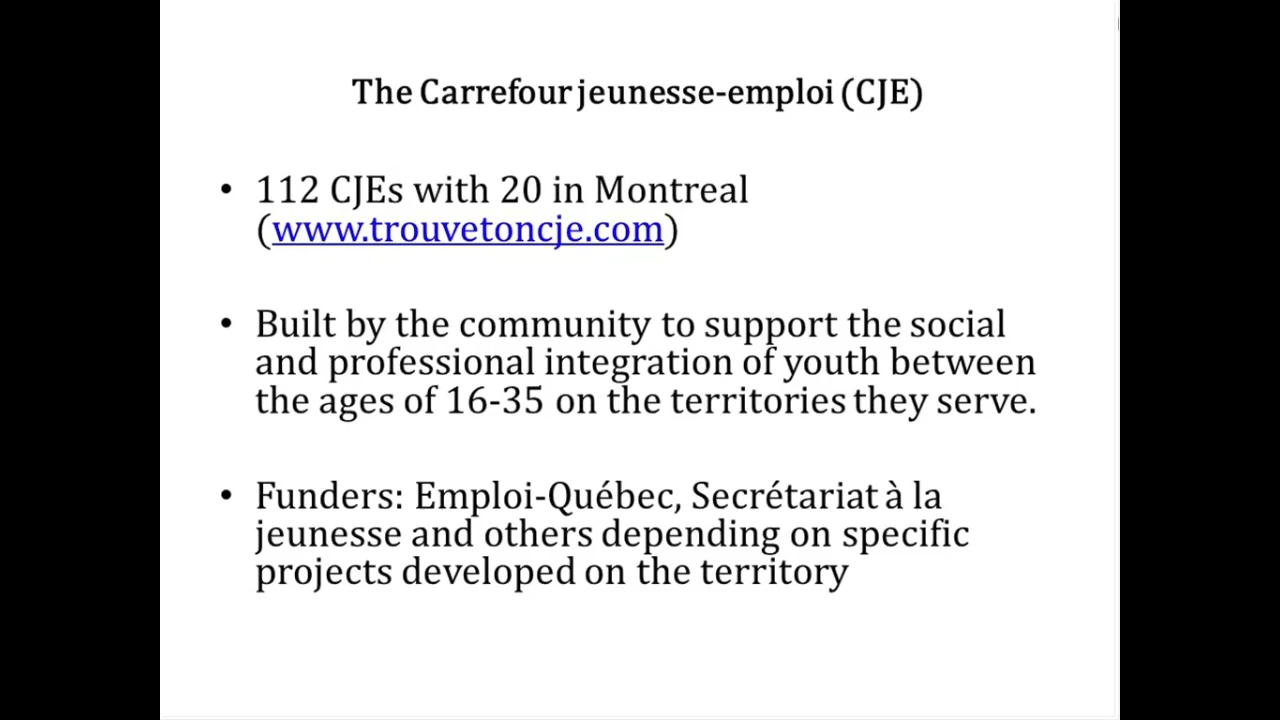 The Carrefour jeunesse-emploi (CJE)
• 112 CJEs with 20 in Montreal
(www.trouvetoncje.com)
• Built by the community to support the social
and professional integration of youth between
the ages of 16-35 on the territories they serve.
• Funders: Emploi-Québec, Secrétariat à la
jeunesse and others depending on specific
projects developed on the territory